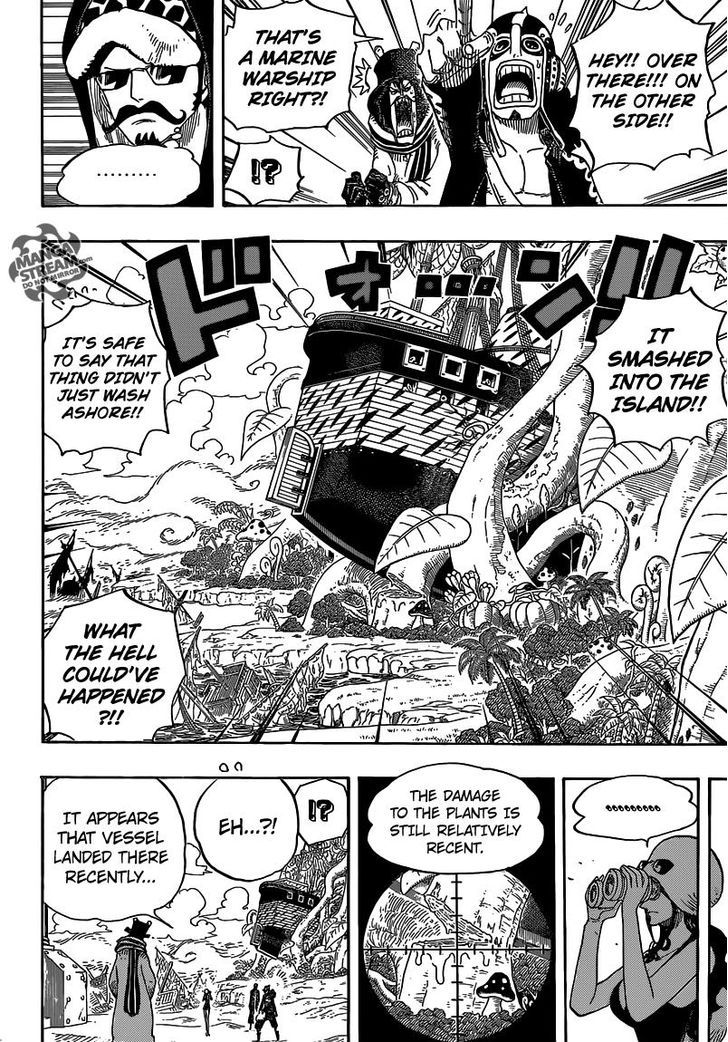 HEY!! OVER
THERE!!! ON
THE OTHER
SIDE!!
THAT'S
A MARINE
WARSHIP
RIGHT?!
!?
.........
MANGA
STREAM.com
DO NOT MIRROR
ドォ...ン!!
IT
SMASHED
INTO THE
ISLAND!!
IT'S SAFE
TO SAY THAT
THING DIDN'T
JUST WASH
ASHORE!!
WHAT
THE HELL
COULD'VE
HAPPENED
?!!
..........
THE DAMAGE
TO THE PLANTS IS
STILL RELATIVELY
RECENT.
!?
EH...?!
IT APPEARS
THAT VESSEL
LANDED THERE
RECENTLY...